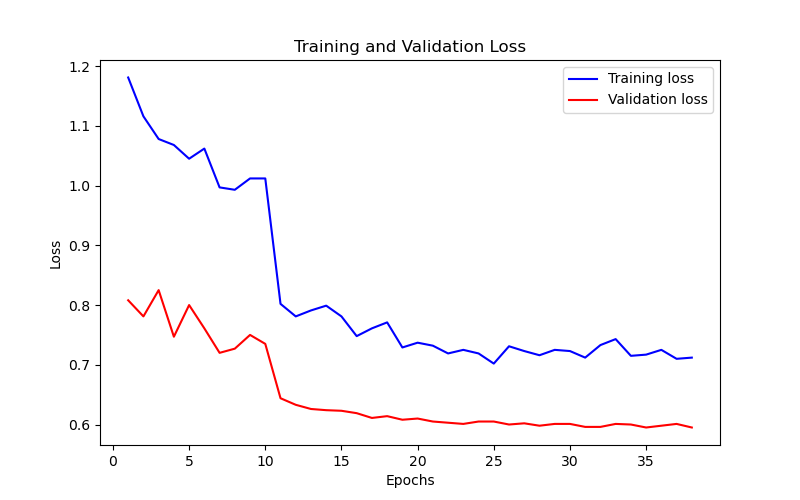 Training and Validation Loss
Training loss
Validation loss
1.2
1.1
1.0
0.9
0.8
0.7
0.6
Loss
0 5 10 15 20 25 30 35
Epochs